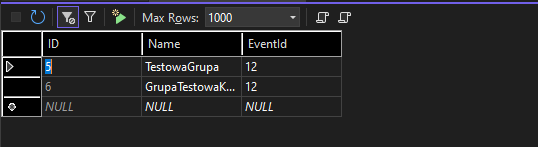 Max Rows: 1000
ID Name EventId
5 TestowaGrupa 12
6 GrupaTestowaK... 12
NULL NULL NULL